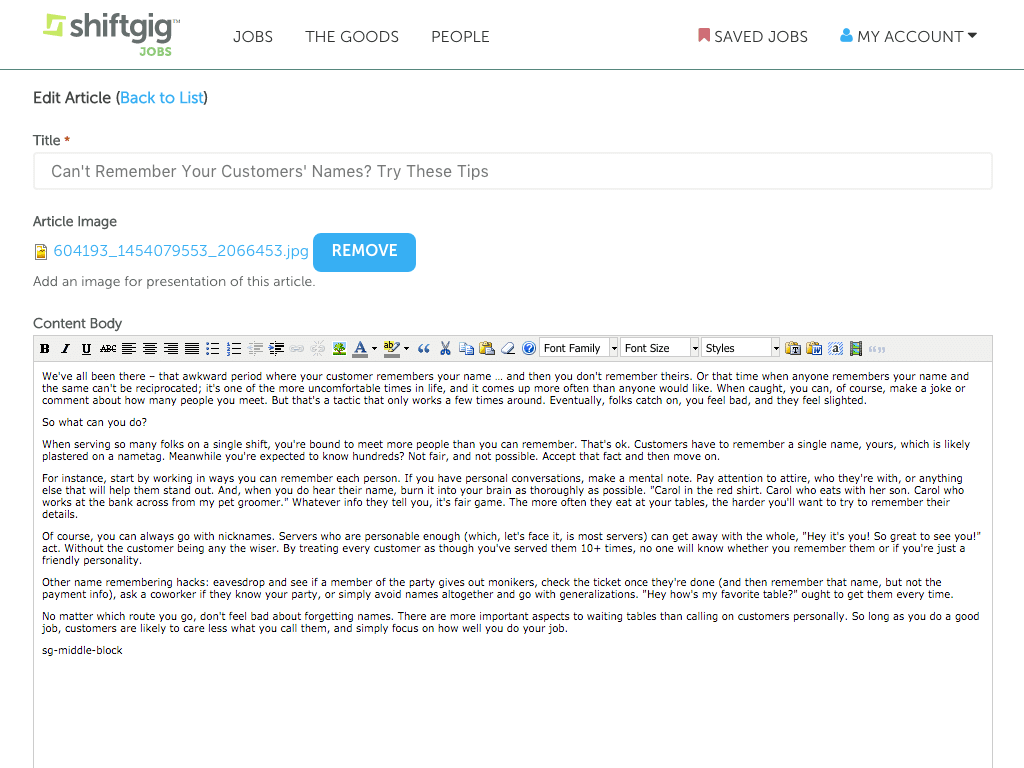 shiftgig™
JOBS
JOBS THE GOODS PEOPLE SAVED JOBS MY ACCOUNT
Edit Article (Back to List)
Title *
Can't Remember Your Customers' Names? Try These Tips
Article Image
604193_1454079553_2066453.jpg REMOVE
Add an image for presentation of this article.
Content Body
B I U ABC A ab Font Family Font Size Styles T W a
We've all been there – that awkward period where your customer remembers your name … and then you don't remember theirs. Or that time when anyone remembers your name and
the same can't be reciprocated; it's one of the more uncomfortable times in life, and it comes up more often than anyone would like. When caught, you can, of course, make a joke or
comment about how many people you meet. But that's a tactic that only works a few times around. Eventually, folks catch on, you feel bad, and they feel slighted.
So what can you do?
When serving so many folks on a single shift, you're bound to meet more people than you can remember. That's ok. Customers have to remember a single name, yours, which is likely
plastered on a nametag. Meanwhile you're expected to know hundreds? Not fair, and not possible. Accept that fact and then move on.
For instance, start by working in ways you can remember each person. If you have personal conversations, make a mental note. Pay attention to attire, who they're with, or anything
else that will help them stand out. And, when you do hear their name, burn it into your brain as thoroughly as possible. "Carol in the red shirt. Carol who eats with her son. Carol who
works at the bank across from my pet groomer." Whatever info they tell you, it's fair game. The more often they eat at your tables, the harder you'll want to try to remember their
details.
Of course, you can always go with nicknames. Servers who are personable enough (which, let's face it, is most servers) can get away with the whole, "Hey it's you! So great to see you!"
act. Without the customer being any the wiser. By treating every customer as though you've served them 10+ times, no one will know whether you remember them or if you're just a
friendly personality.
Other name remembering hacks: eavesdrop and see if a member of the party gives out monikers, check the ticket once they're done (and then remember that name, but not the
payment info), ask a coworker if they know your party, or simply avoid names altogether and go with generalizations. "Hey how's my favorite table?" ought to get them every time.
No matter which route you go, don't feel bad about forgetting names. There are more important aspects to waiting tables than calling on customers personally. So long as you do a good
job, customers are likely to care less what you call them, and simply focus on how well you do your job.
sg-middle-block